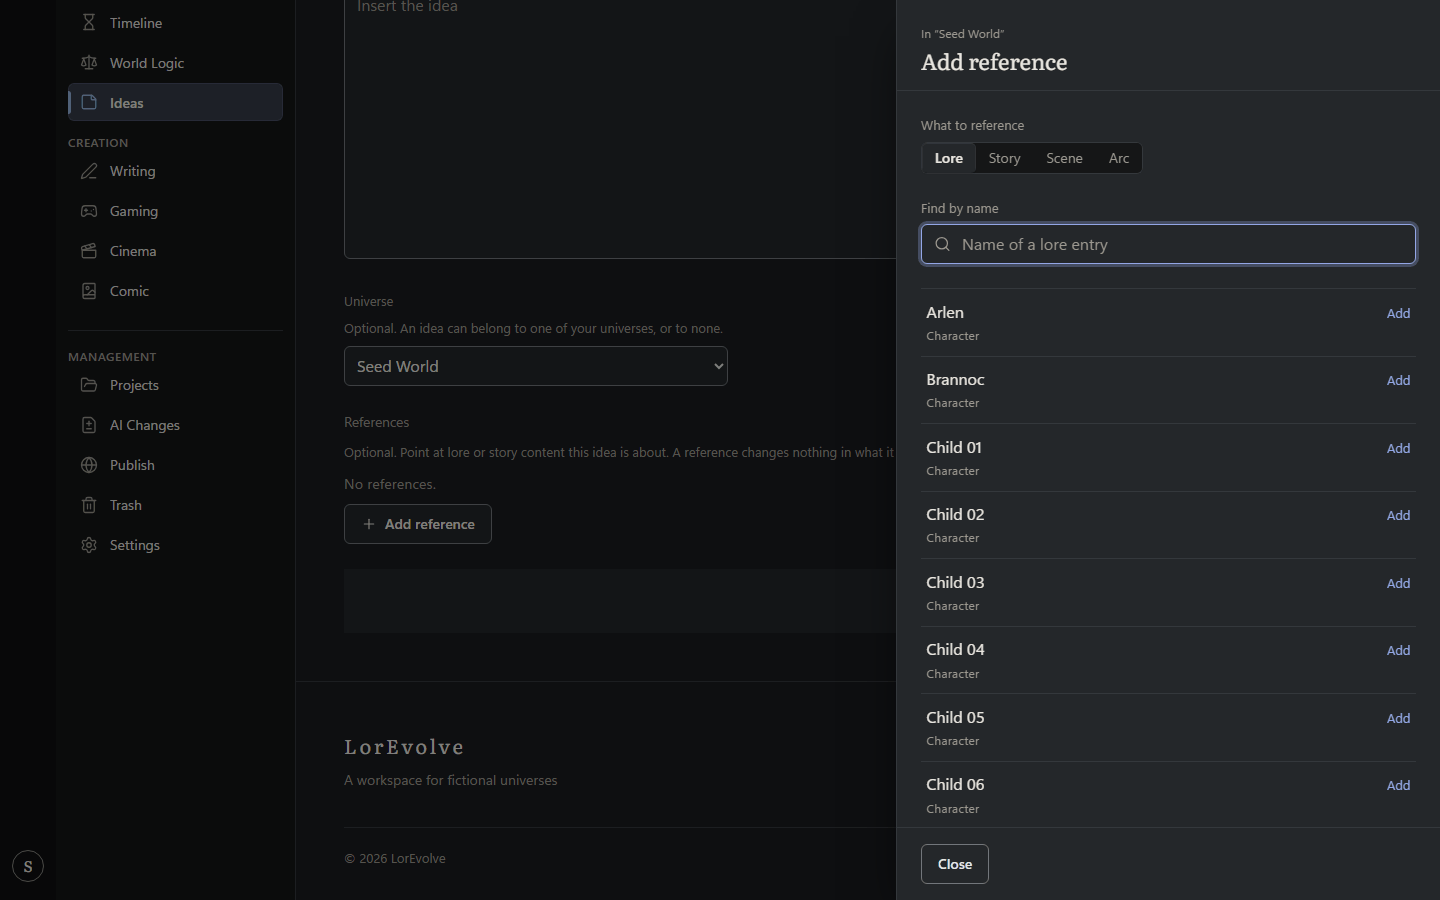 Timeline
World Logic
Ideas
CREATION
Writing
Gaming
Cinema
Comic
MANAGEMENT
Projects
AI Changes
Publish
Trash
Settings
S
Insert the idea
Universe
Optional. An idea can belong to one of your universes, or to none.
Seed World
References
Optional. Point at lore or story content this idea is about. A reference changes nothing in what it
No references.
Add reference
LorEvolve
A workspace for fictional universes
© 2026 LorEvolve
In "Seed World"
Add reference
What to reference
Lore Story Scene Arc
Find by name
Name of a lore entry
Arlen Add
Character
Brannoc Add
Character
Child 01 Add
Character
Child 02 Add
Character
Child 03 Add
Character
Child 04 Add
Character
Child 05 Add
Character
Child 06 Add
Character
Close